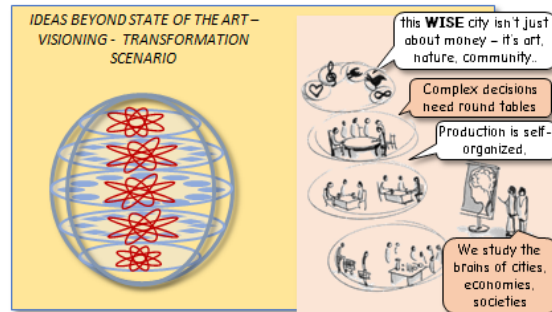 IDEAS BEYOND STATE OF THE ART –
VISIONING - TRANSFORMATION
SCENARIO
this WISE city isn't just
about money – it's art,
nature, community..
Complex decisions
need round tables
Production is self-
organized,
We study the
brains of cities,
economies,
societies